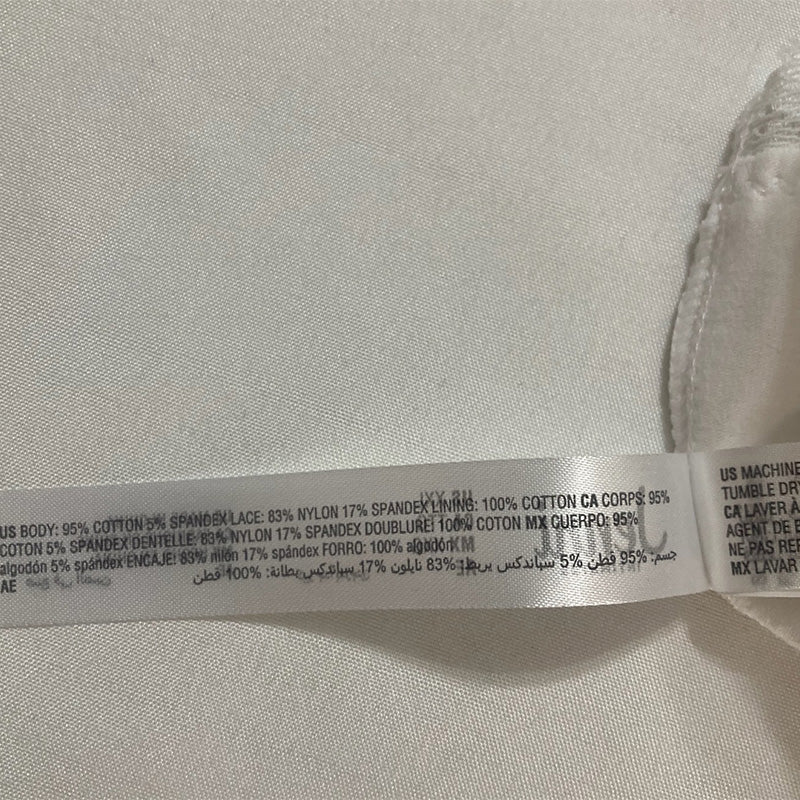 US BODY: 95% COTTON 5% SPANDEX LACE: 83% NYLON 17% SPANDEX LINING: 100% COTTON CA CORPS: 95%
COTON 5% SPANDEX DENTELLE: 83% NYLON 17% SPANDEX DOUBLURE: 100% COTON MX CUERPO: 95%
algodón 5% spándex ENCAJE: 83% nilón 17% spándex FORRO: 100% algodón
AE جسم: 95% قطن 5% سباندكس يربط: 83% نايلون 17% سباندكس بطانة: 100% قطن
US MACHINE
TUMBLE DRY
CA LAVER À
AGENT DE
NE PAS
MX LAVAR